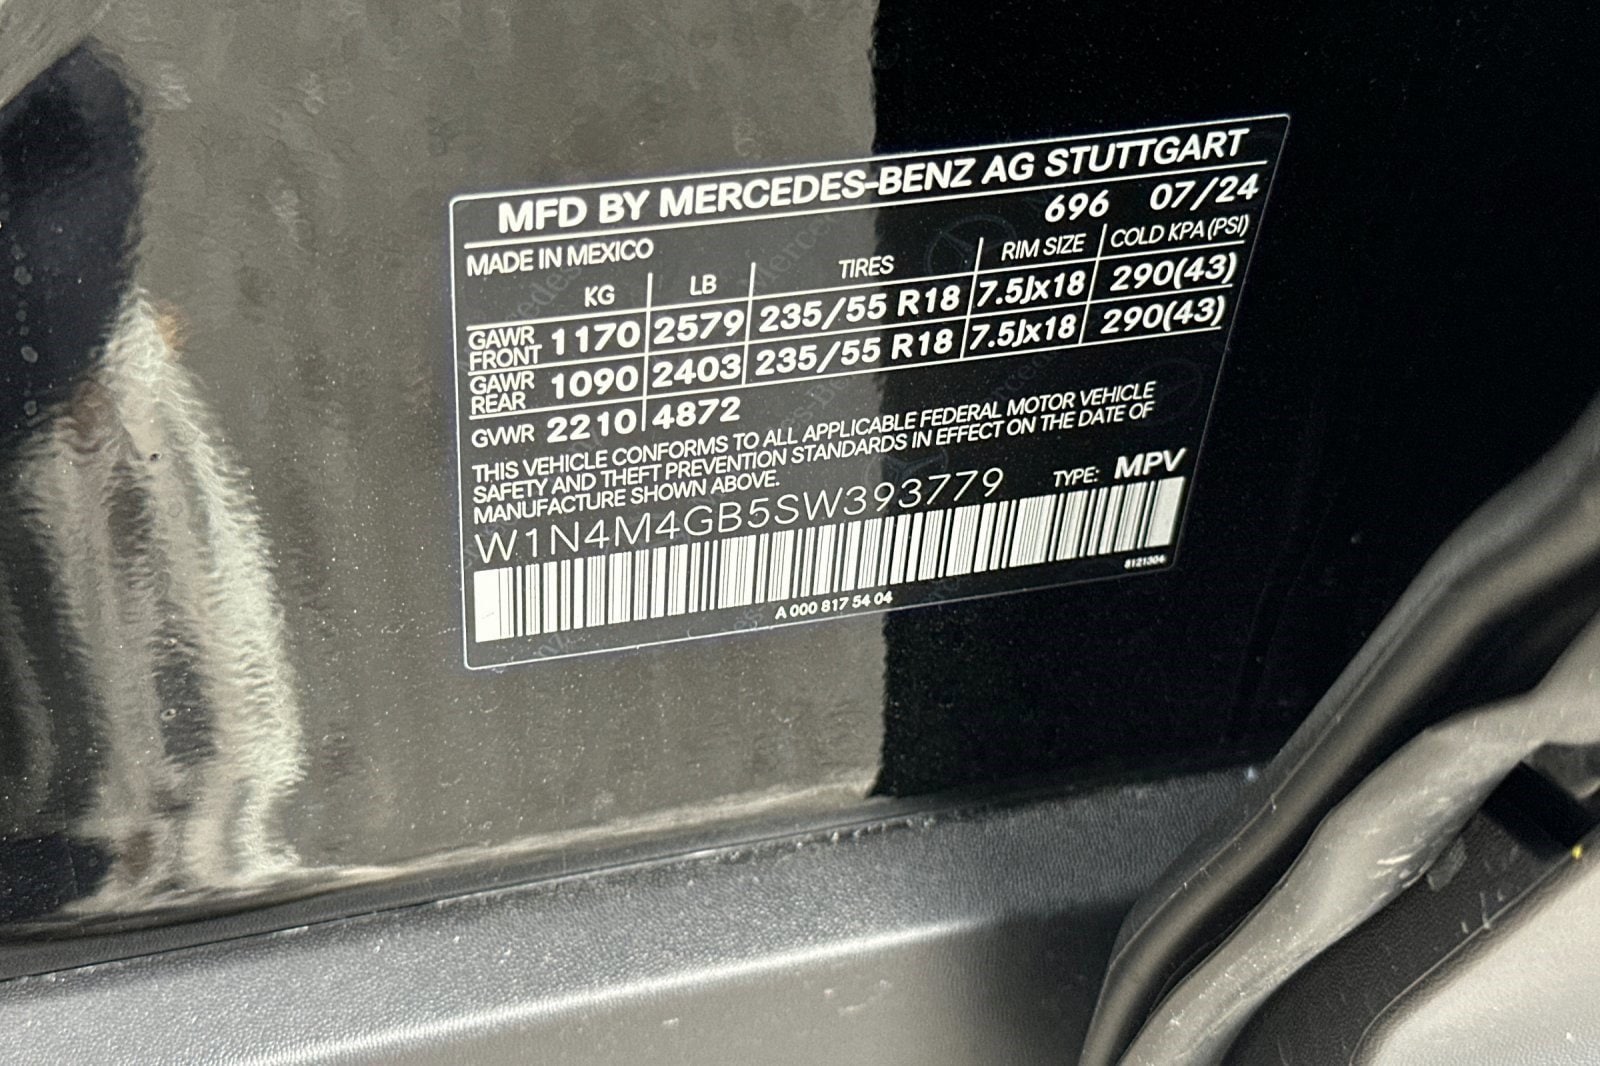 MFD BY MERCEDES-BENZ AG STUTTGART
MADE IN MEXICO 696 07/24
KG LB TIRES RIM SIZE COLD KPA (PSI)
GAWR FRONT 1170 2579 235/55 R18 7.5Jx18 290(43)
GAWR REAR 1090 2403 235/55 R18 7.5Jx18 290(43)
GVWR 2210 4872
THIS VEHICLE CONFORMS TO ALL APPLICABLE FEDERAL MOTOR VEHICLE
SAFETY AND THEFT PREVENTION STANDARDS IN EFFECT ON THE DATE OF
MANUFACTURE SHOWN ABOVE.
W1N4M4GB5SW393779 TYPE: MPV
A 000 817 54 04 8121304